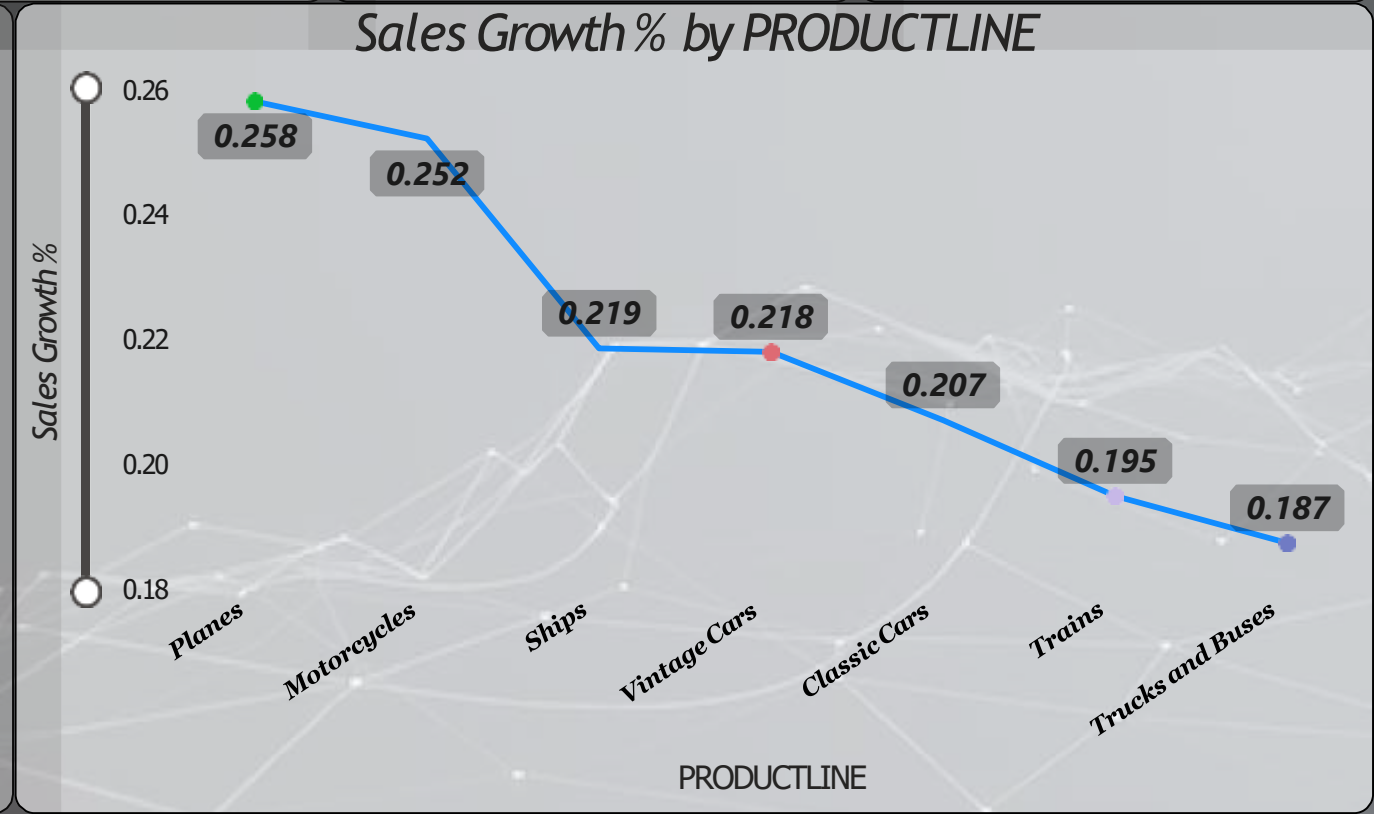 Sales Growth % by PRODUCTLINE
Sales Growth %
0.26
0.24
0.22
0.20
0.18
0.258
0.252
0.219
0.218
0.207
0.195
0.187
Planes
Motorcycles
Ships
Vintage Cars
Classic Cars
Trains
Trucks and Buses
PRODUCTLINE